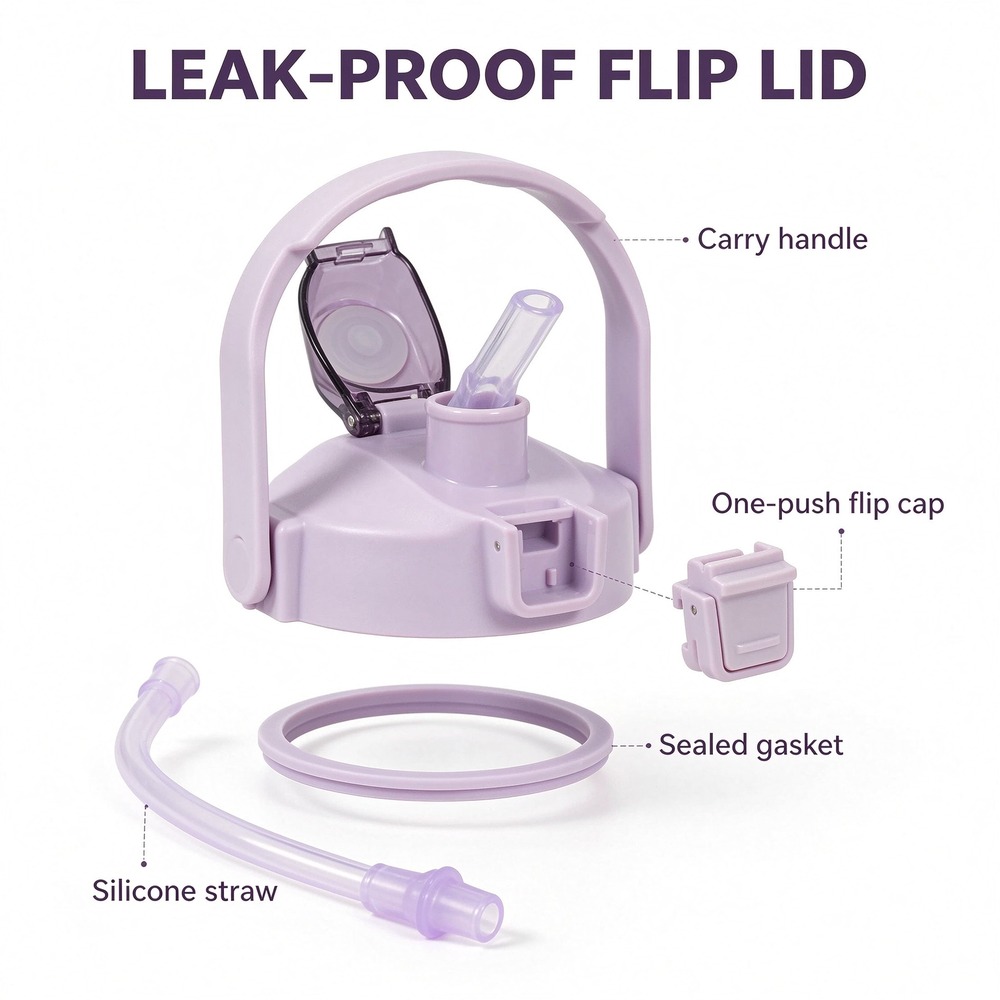 LEAK-PROOF FLIP LID
Carry handle
One-push flip cap
Sealed gasket
Silicone straw